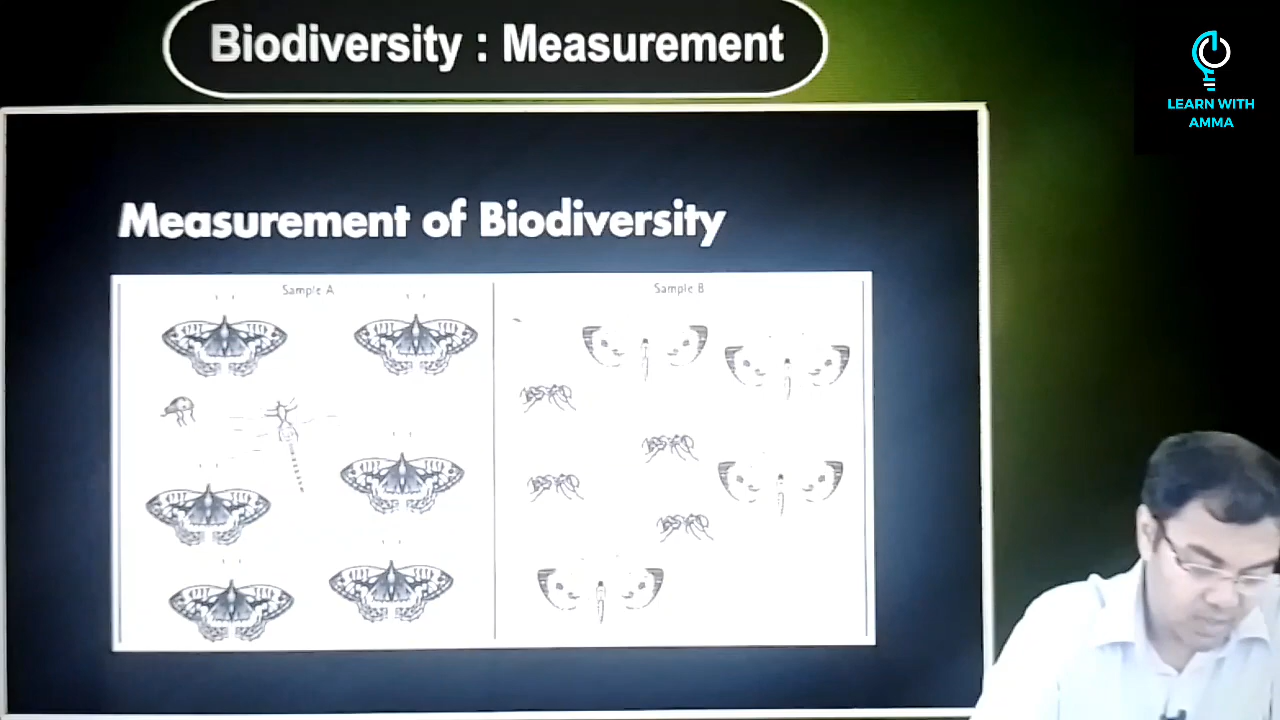 Biodiversity : Measurement
LEARN WITH
AMMA
Measurement of Biodiversity
Sample A
Sample B